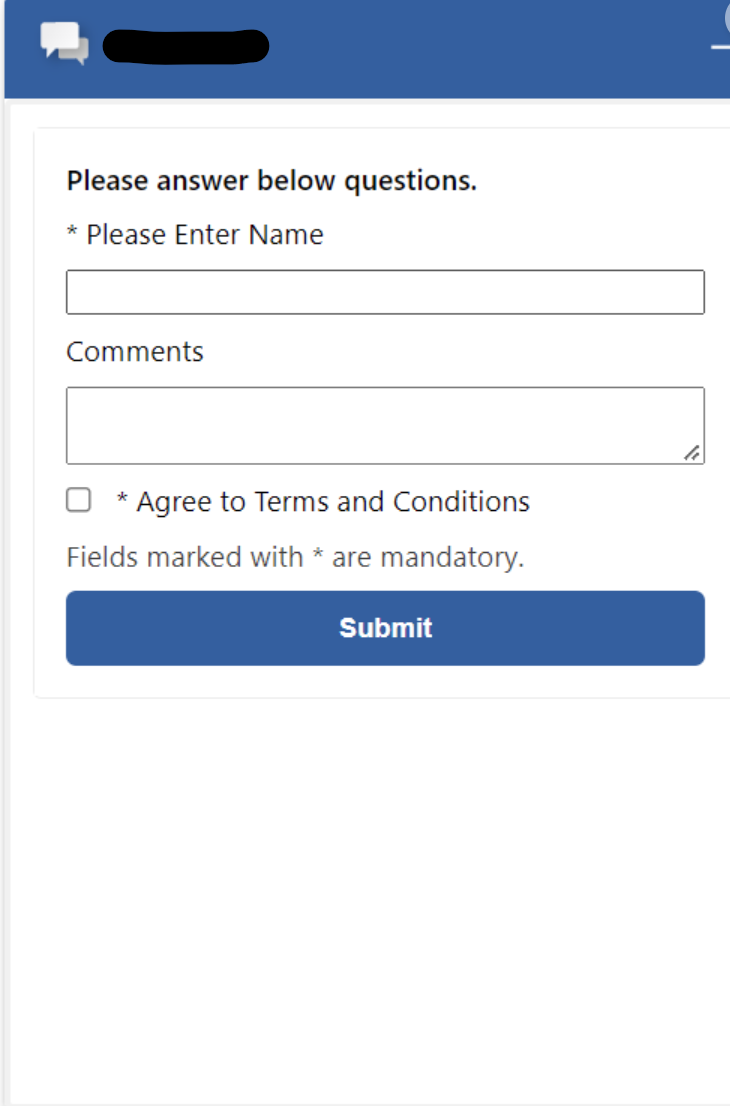 Please answer below questions.
* Please Enter Name
Comments
* Agree to Terms and Conditions
Fields marked with * are mandatory.
Submit